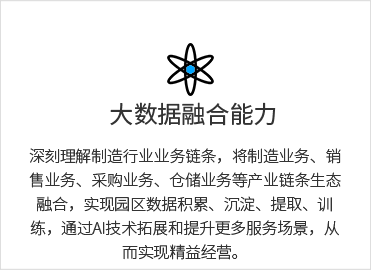 大数据融合能力
深刻理解制造行业业务链条，将制造业务、销
售业务、采购业务、仓储业务等产业链条生态
融合，实现园区数据积累、沉淀、提取、训
练，通过AI技术拓展和提升更多服务场景，从
而实现精益经营。